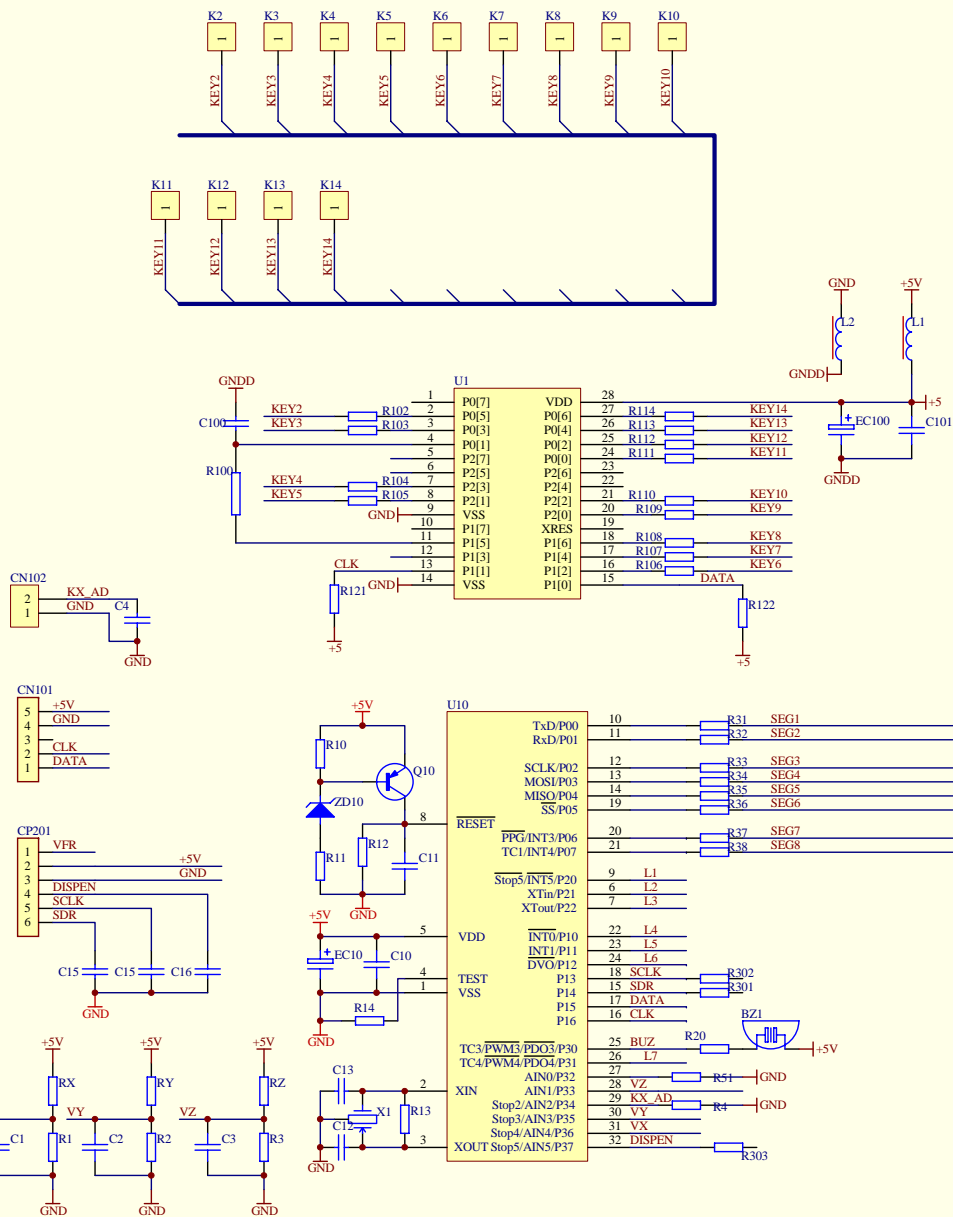 K2 K3 K4 K5 K6 K7 K8 K9 K10
1 1 1 1 1 1 1 1 1
KEY2 KEY3 KEY4 KEY5 KEY6 KEY7 KEY8 KEY9 KEY10
K11 K12 K13 K14
1 1 1 1
KEY11 KEY12 KEY13 KEY14
GND +5V
L2 L1
GNDD
+5
EC100 C101
GNDD
GNDD
C100
R100
U1
1 P0[7] VDD 28
KEY2 R102 2 P0[5] P0[6] 27 R114 KEY14
KEY3 R103 3 P0[3] P0[4] 26 R113 KEY13
4 P0[1] P0[2] 25 R112 KEY12
5 P2[7] P0[0] 24 R111 KEY11
6 P2[5] P2[6] 23
KEY4 R104 7 P2[3] P2[4] 22
KEY5 R105 8 P2[1] P2[2] 21 R110 KEY10
GND 9 VSS P2[0] 20 R109 KEY9
10 P1[7] XRES 19
11 P1[5] P1[6] 18 R108 KEY8
12 P1[3] P1[4] 17 R107 KEY7
CLK 13 P1[1] P1[2] 16 R106 KEY6
GND 14 VSS P1[0] 15 DATA
R121 R122
+5 +5
CN102
2 KX_AD
1 GND
C4
GND
CN101
5 +5V
4 GND
3
2 CLK
1 DATA
CP201
1 VFR
2 +5V
3 GND
4 DISPEN
5 SCLK
6 SDR
C15 C15 C16
GND
+5V
R10
Q10
ZD10
R11 R12 C11
GND
+5V
EC10 C10
R14
GND
C13
X1 R13
C12
GND
U10
8 RESET
5 VDD
4 TEST
1 VSS
2 XIN
3 XOUT
TxD/P00 10 R31 SEG1
RxD/P01 11 R32 SEG2
SCLK/P02 12 R33 SEG3
MOSI/P03 13 R34 SEG4
MISO/P04 14 R35 SEG5
SS/P05 19 R36 SEG6
PPG/INT3/P06 20 R37 SEG7
TC1/INT4/P07 21 R38 SEG8
Stop5/INT5/P20 9 L1
XTin/P21 6 L2
XTout/P22 7 L3
INT0/P10 22 L4
INT1/P11 23 L5
DVO/P12 24 L6
P13 18 SCLK R302
P14 15 SDR R301
P15 17 DATA
P16 16 CLK
TC3/PWM3/PDO3/P30 25 BUZ R20 BZ1 +5V
TC4/PWM4/PDO4/P31 26 L7
AIN0/P32 27 R51 GND
AIN1/P33 28 VZ
Stop2/AIN2/P34 29 KX_AD R4 GND
Stop3/AIN3/P35 30 VY
Stop4/AIN4/P36 31 VX
Stop5/AIN5/P37 32 DISPEN R303
+5V +5V +5V
RX RY RZ
VY VZ
C1 R1 C2 R2 C3 R3
GND GND GND